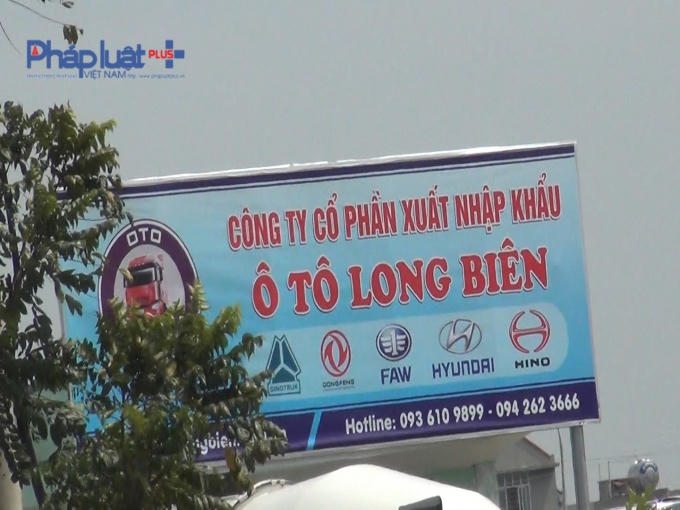 Pháp luật PLUS
VIỆT NAM
OTO
CÔNG TY CỔ PHẦN XUẤT NHẬP KHẨU
Ô TÔ LONG BIÊN
SINOTRUK
DONGFENG
FAW
HYUNDAI
HINO
Hotline: 093 610 9899 - 094 262 3666